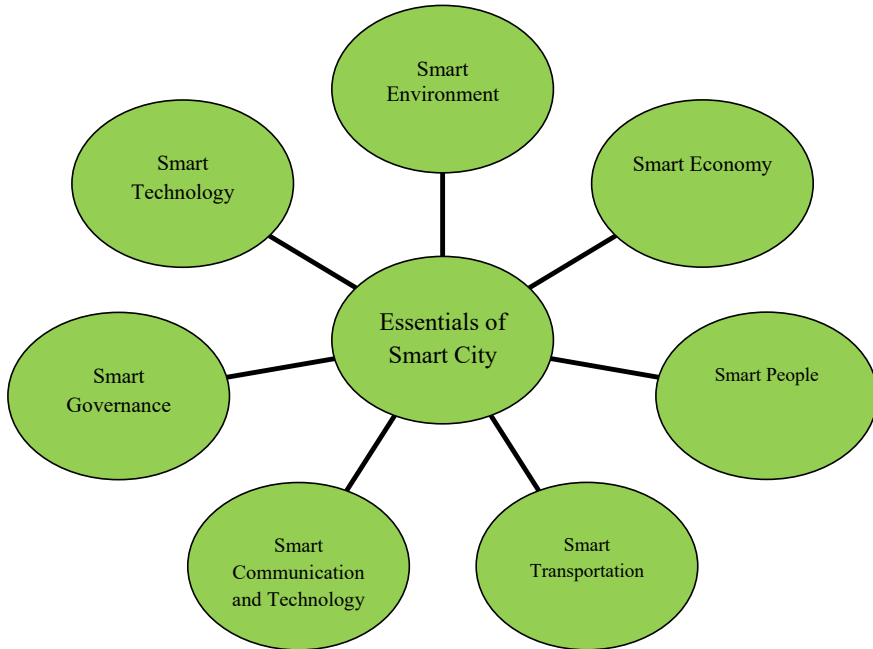 Smart
Environment
Smart
Technology
Smart Economy
Essentials of
Smart City
Smart
Governance
Smart People
Smart
Communication
and Technology
Smart
Transportation